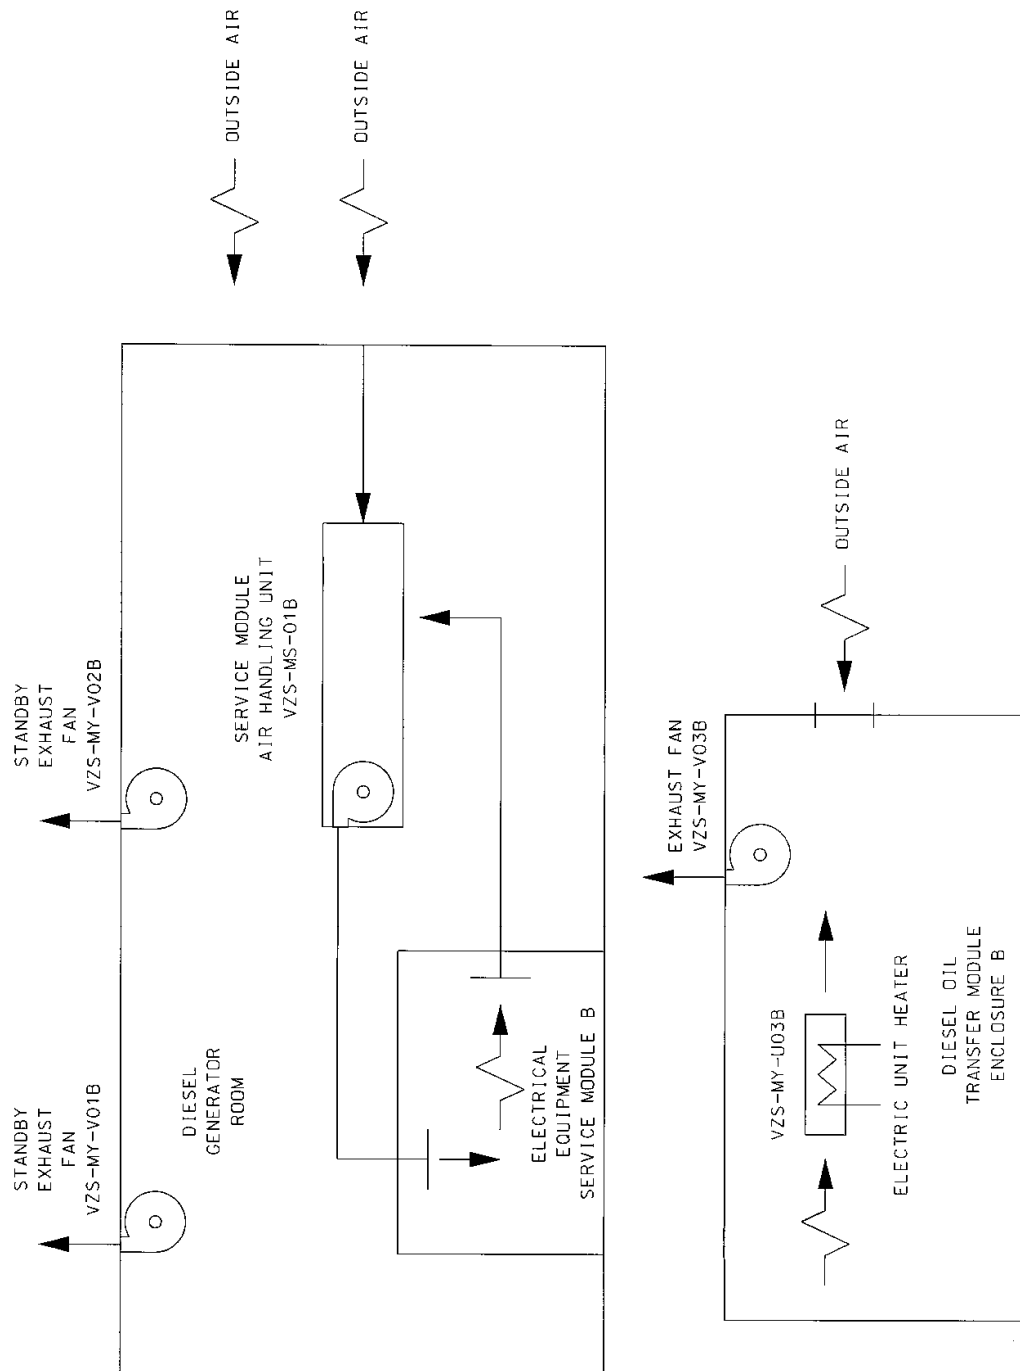 STANDBY
EXHAUST
FAN
VZS-MY-V01B
STANDBY
EXHAUST
FAN
VZS-MY-V02B
OUTSIDE AIR
OUTSIDE AIR
DIESEL
GENERATOR
ROOM
SERVICE MODULE
AIR HANDLING UNIT
VZS-MS-01B
ELECTRICAL
EQUIPMENT
SERVICE MODULE B
EXHAUST FAN
VZS-MY-V03B
OUTSIDE AIR
VZS-MY-U03B
ELECTRIC UNIT HEATER
DIESEL OIL
TRANSFER MODULE
ENCLOSURE B